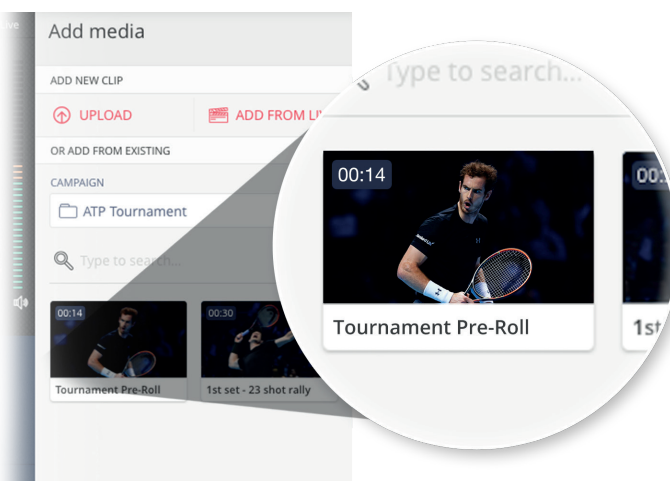 Live
Add media
ADD NEW CLIP
UPLOAD
ADD FROM LI
OR ADD FROM EXISTING
CAMPAIGN
ATP Tournament
Type to search...
00:14
00:30
Tournament Pre-Roll
1st set - 23 shot rally
Type to search...
00:14
00:
Tournament Pre-Roll
1st